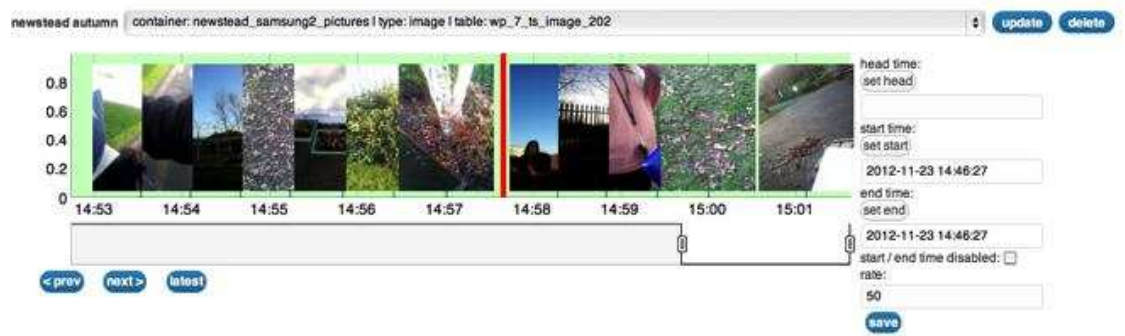 newstead autumn container: newstead_samsung2_pictures | type: image | table: wp_7_ts_image_202 update delete
head time:
set head
start time:
set start
2012-11-23 14:46:27
end time:
set end
2012-11-23 14:46:27
start / end time disabled:
rate:
50
save
0.8
0.6
0.4
0.2
0
14:53 14:54 14:55 14:56 14:57 14:58 14:59 15:00 15:01
< prev next > latest